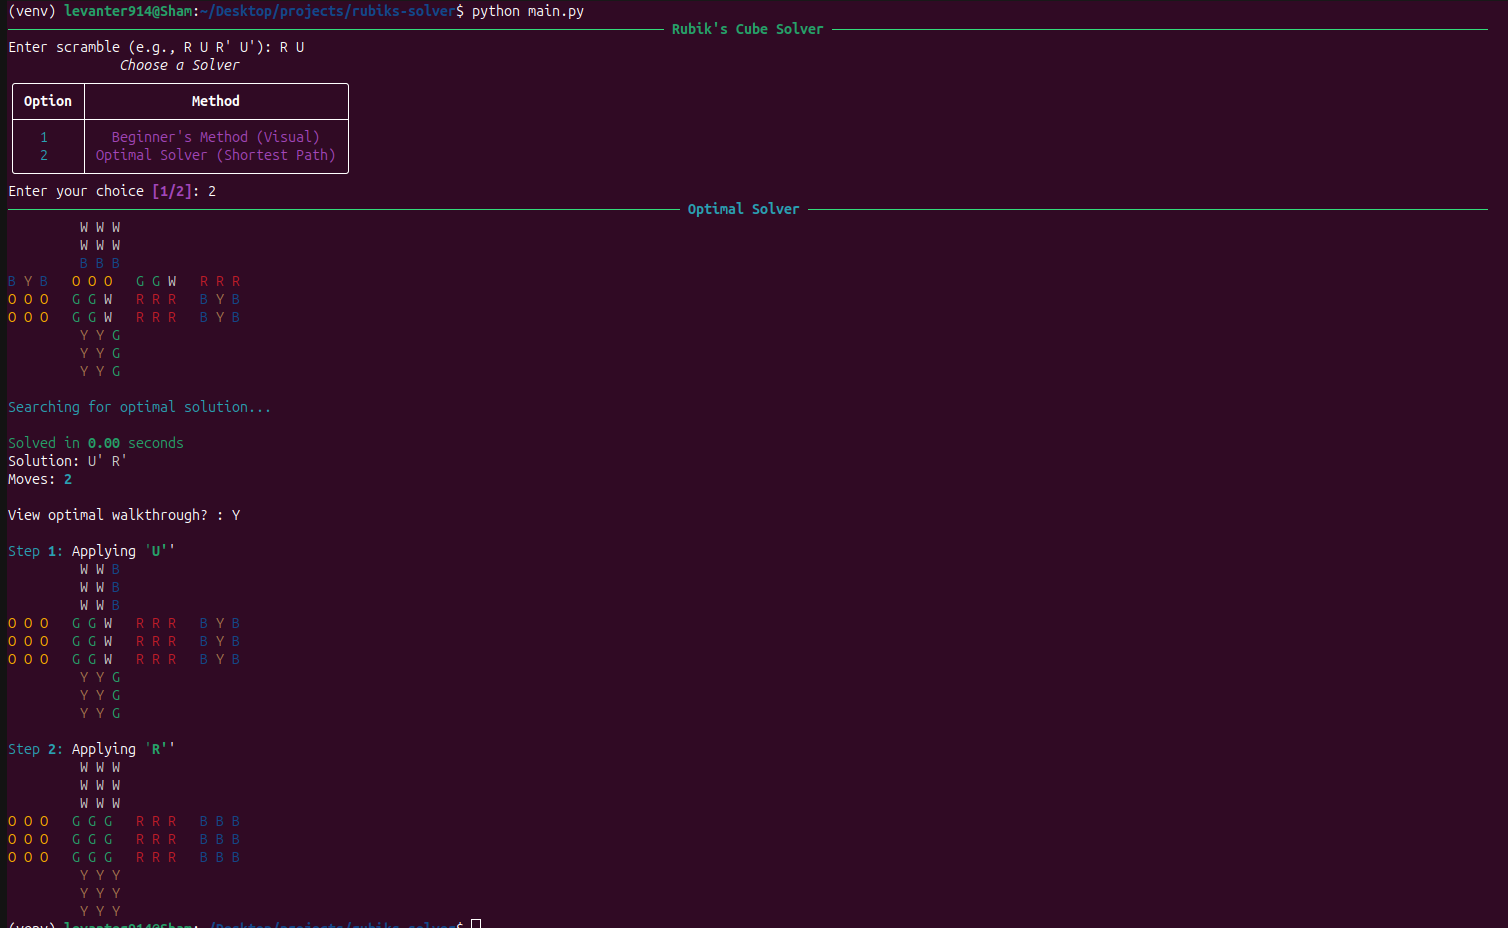 (venv) levanter914@Sham:~/Desktop/projects/rubiks-solver$ python main.py
Rubik's Cube Solver
Enter scramble (e.g., R U R' U'): R U
Choose a Solver
Option Method
1 Beginner's Method (Visual)
2 Optimal Solver (Shortest Path)
Enter your choice [1/2]: 2
Optimal Solver
W W W
W W W
B B B
B Y B O O O G G W R R R
O O O G G W R R R B Y B
O O O G G W R R R B Y B
Y Y G
Y Y G
Y Y G
Searching for optimal solution...
Solved in 0.00 seconds
Solution: U' R'
Moves: 2
View optimal walkthrough? : Y
Step 1: Applying 'U''
W W B
W W B
W W B
O O O G G W R R R B Y B
O O O G G W R R R B Y B
O O O G G W R R R B Y B
Y Y G
Y Y G
Y Y G
Step 2: Applying 'R''
W W W
W W W
W W W
O O O G G G R R R B B B
O O O G G G R R R B B B
O O O G G G R R R B B B
Y Y Y
Y Y Y
Y Y Y
(venv) levanter914@Sham:~/Desktop/projects/rubiks-solver$